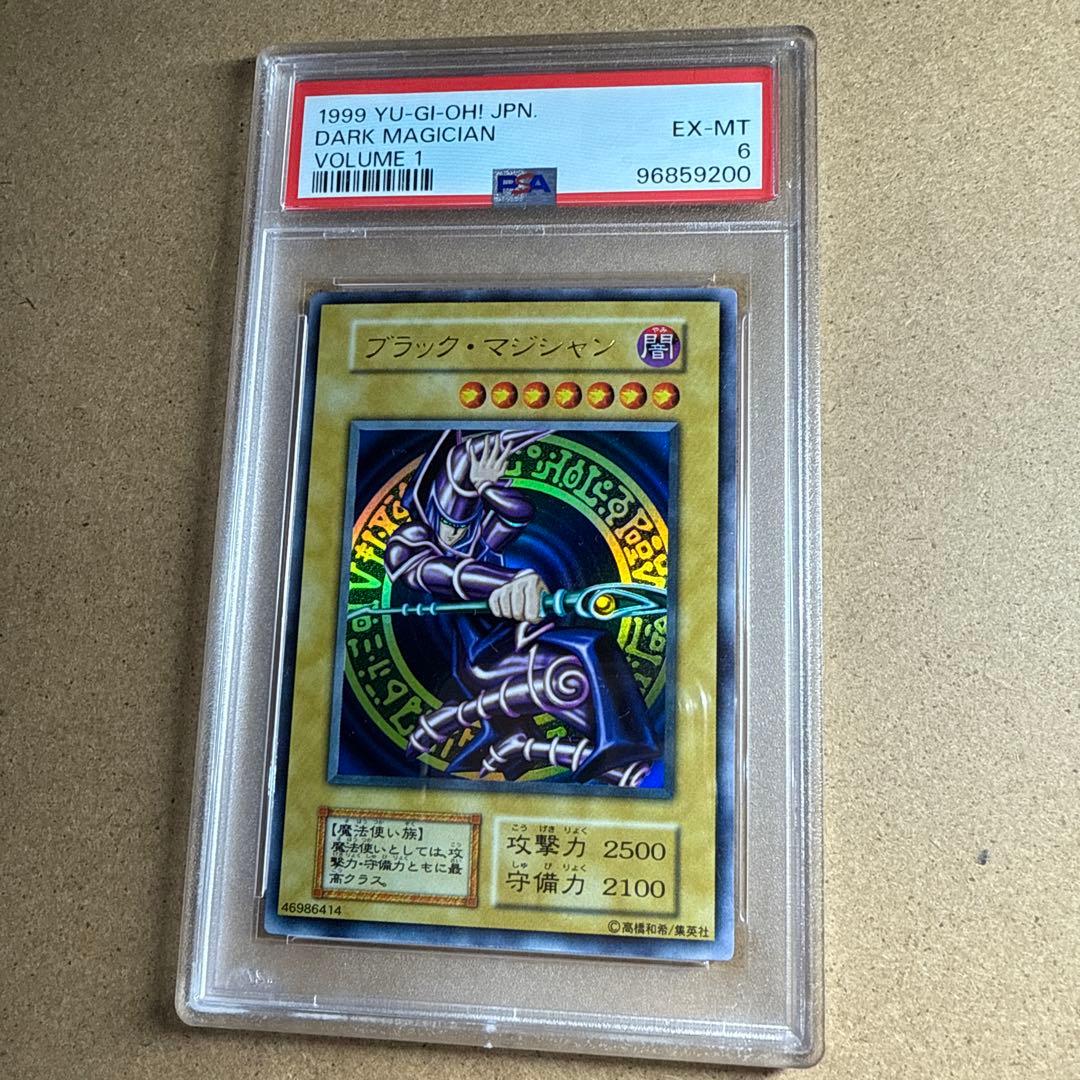 1999 YU-GI-OH! JPN.
DARK MAGICIAN
VOLUME 1
EX-MT
6
96859200
PSA
ブラック・マジシャン
やみ
闇
【魔法使い族】
魔法使いとしては、攻
撃力・守備力ともに最
高クラス。
こう げき りょく
攻撃力 2500
しゅ び りょく
守備力 2100
46986414
©高橋和希/集英社